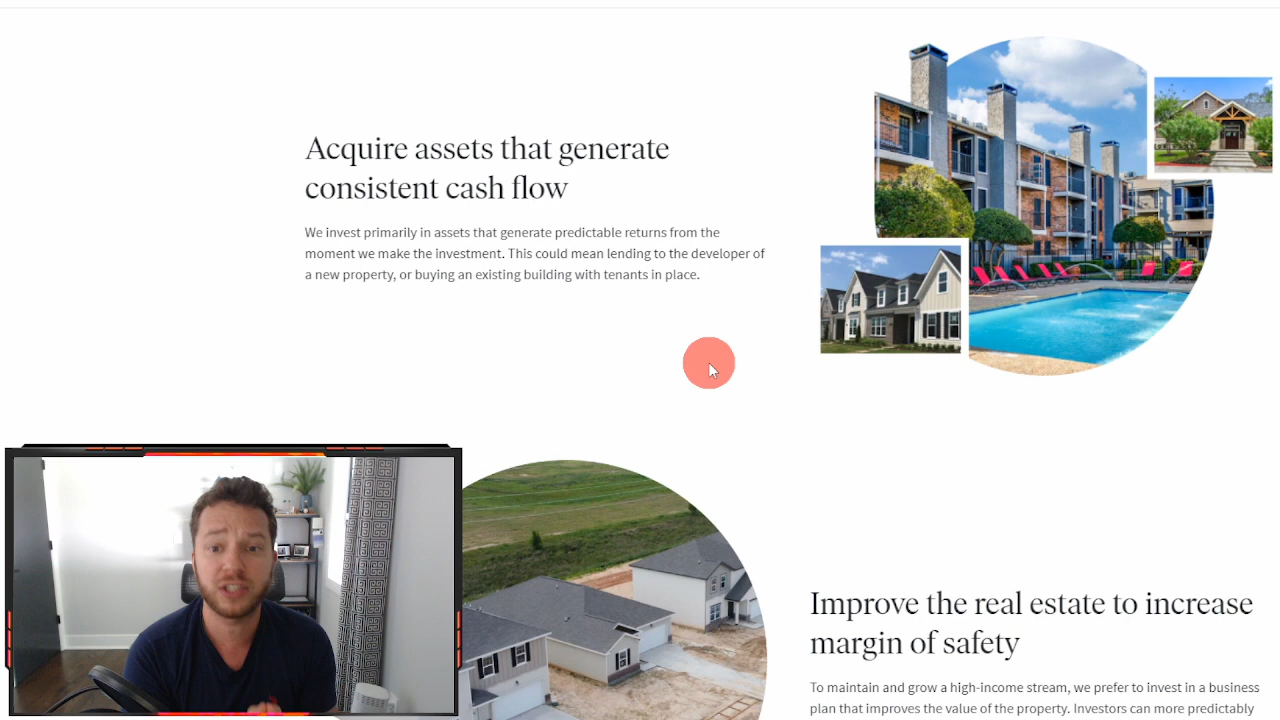 Acquire assets that generate
consistent cash flow
We invest primarily in assets that generate predictable returns from the
moment we make the investment. This could mean lending to the developer of
a new property, or buying an existing building with tenants in place.
Improve the real estate to increase
margin of safety
To maintain and grow a high-income stream, we prefer to invest in a business
plan that improves the value of the property. Investors can more predictably